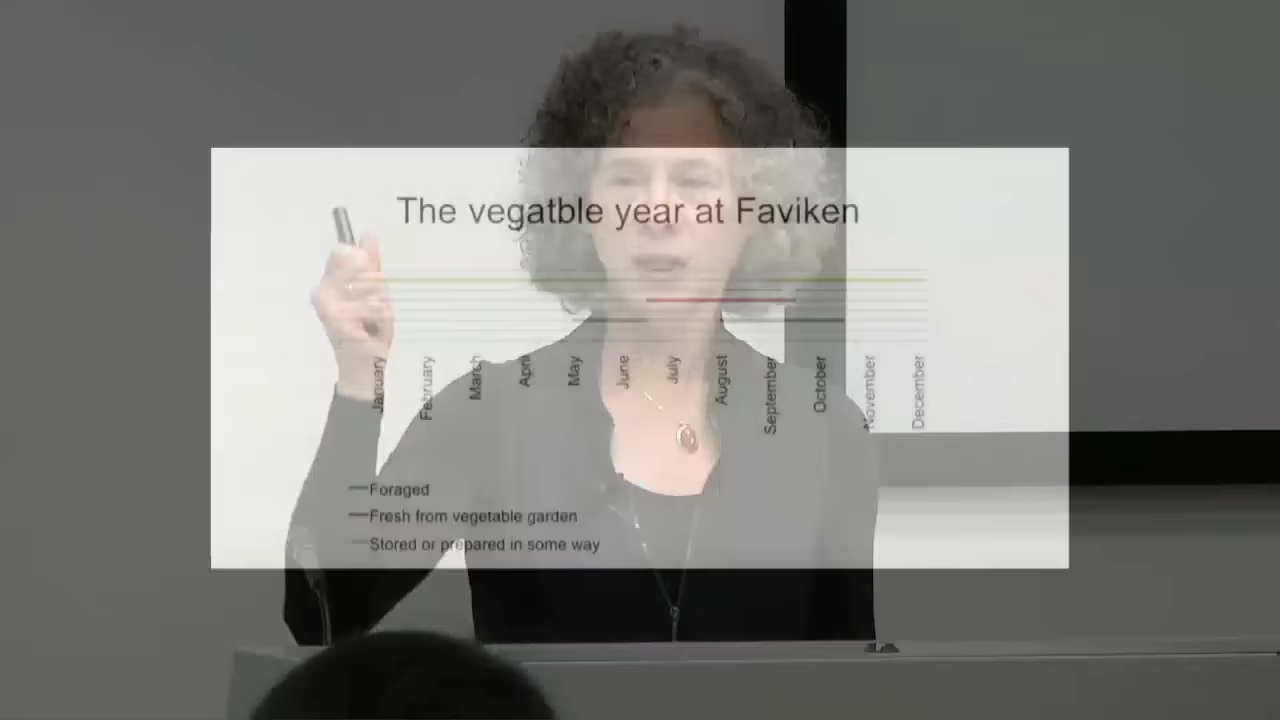 The vegatble year at Faviken
January
February
March
April
May
June
July
August
September
October
November
December
Foraged
Fresh from vegetable garden
Stored or prepared in some way